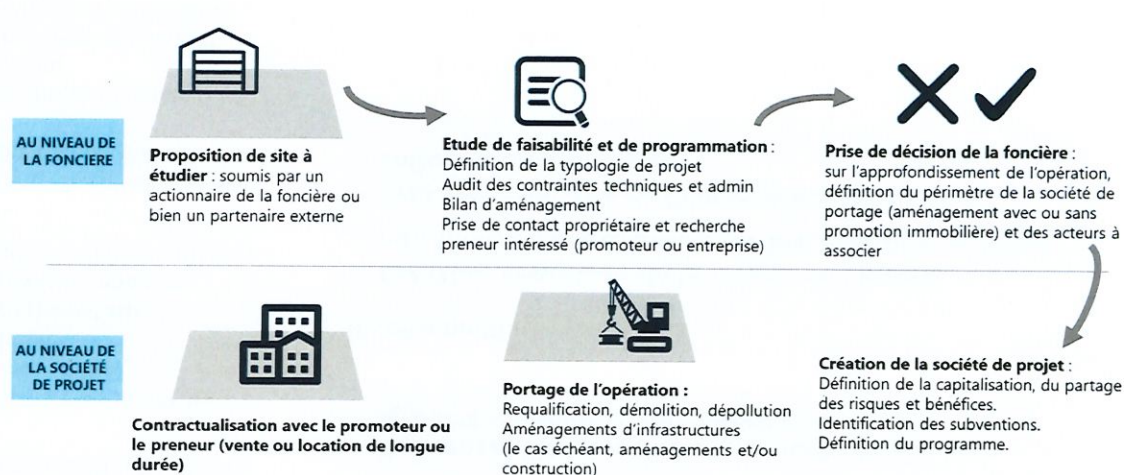 AU NIVEAU DE
LA FONCIERE
Proposition de site à
étudier : soumis par un
actionnaire de la foncière ou
bien un partenaire externe
Etude de faisabilité et de programmation :
Définition de la typologie de projet
Audit des contraintes techniques et admin
Bilan d'aménagement
Prise de contact propriétaire et recherche
preneur intéressé (promoteur ou entreprise)
Prise de décision de la foncière :
sur l'approfondissement de l'opération,
définition du périmètre de la société de
portage (aménagement avec ou sans
promotion immobilière) et des acteurs à
associer
AU NIVEAU DE
LA SOCIÉTÉ
DE PROJET
Contractualisation avec le promoteur ou
le preneur (vente ou location de longue
durée)
Portage de l'opération :
Requalification, démolition, dépollution
Aménagements d'infrastructures
(le cas échéant, aménagements et/ou
construction)
Création de la société de projet :
Définition de la capitalisation, du partage
des risques et bénéfices.
Identification des subventions.
Définition du programme.